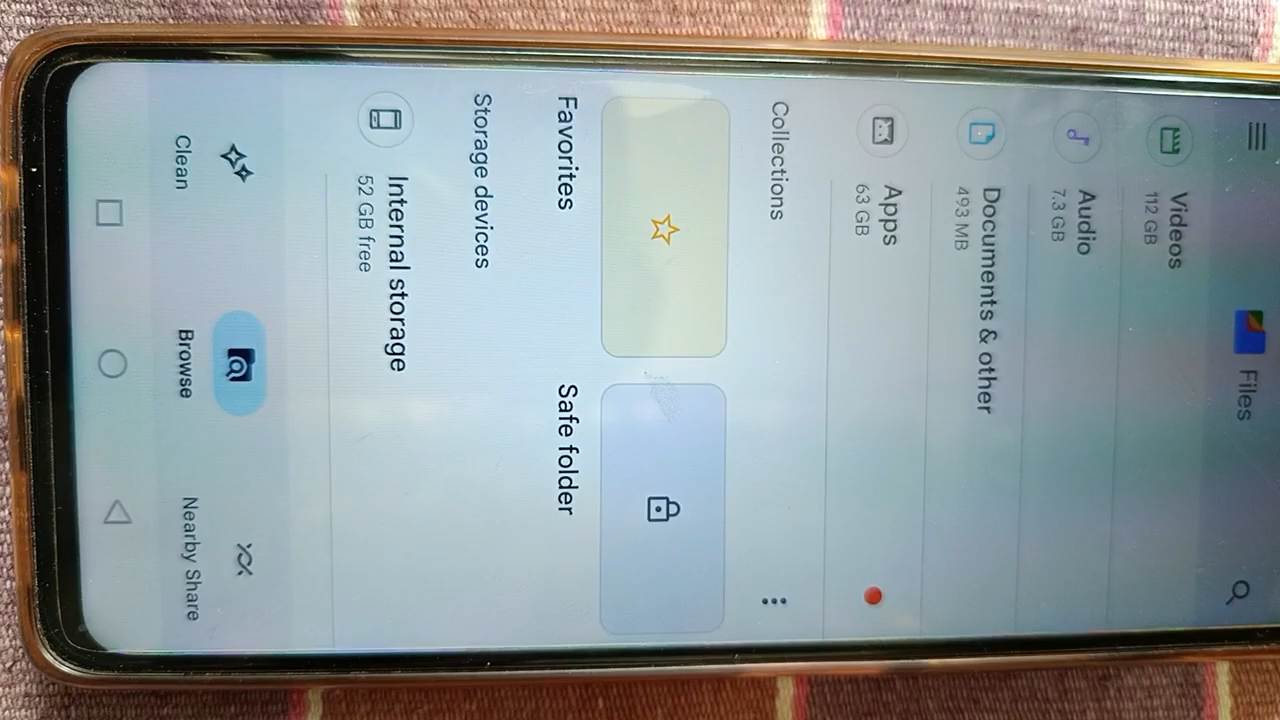 Files
Videos
112 GB
Audio
7.3 GB
Documents & other
493 MB
Apps
63 GB
Collections
Favorites
Safe folder
Storage devices
Internal storage
52 GB free
Clean
Browse
Nearby Share